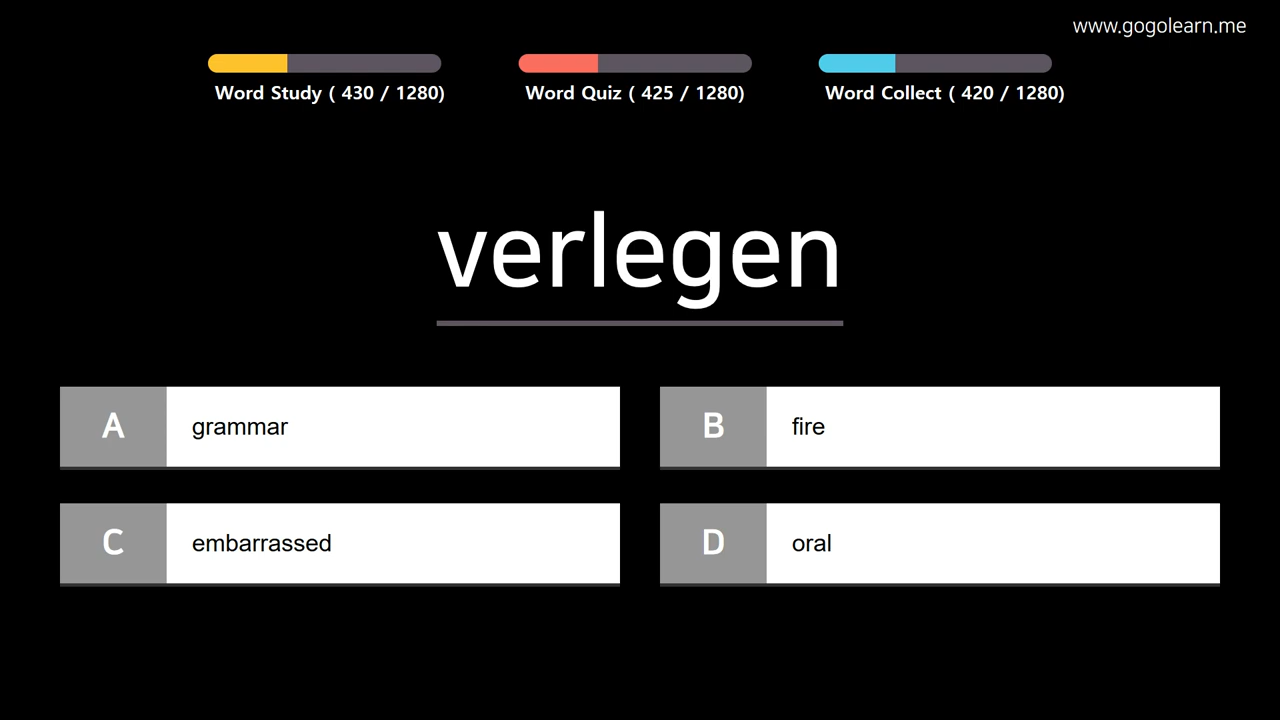 www.gogolearn.me
Word Study ( 430 / 1280)
Word Quiz ( 425 / 1280)
Word Collect ( 420 / 1280)
verlegen
A grammar
B fire
C embarrassed
D oral